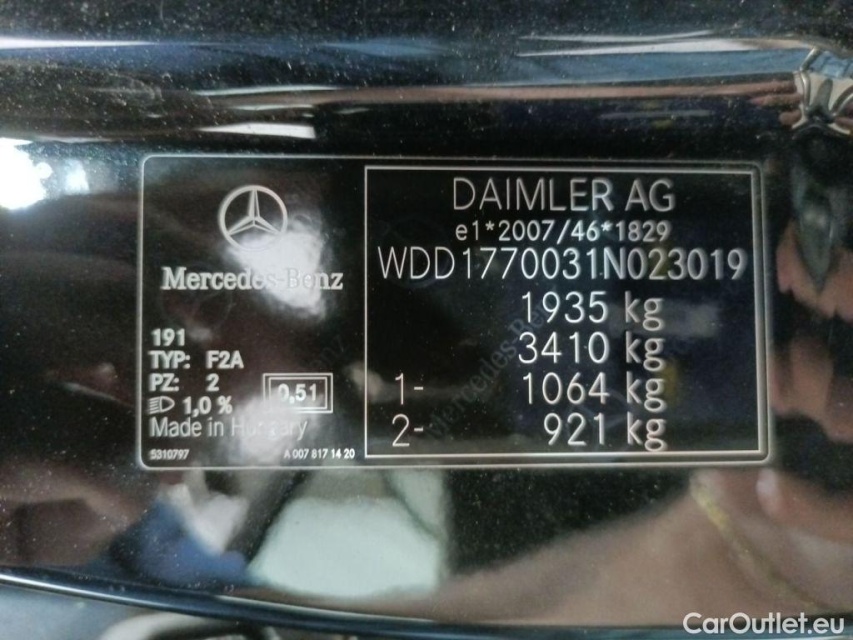 Mercedes-Benz
191
TYP: F2A
PZ: 2
1,0 %
0,51
Made in Hungary
5310797
A 007 817 14 20
DAIMLER AG
e1*2007/46*1829
WDD1770031N023019
1935 kg
3410 kg
1- 1064 kg
2- 921 kg
Mercedes-Benz
CarOutlet.eu